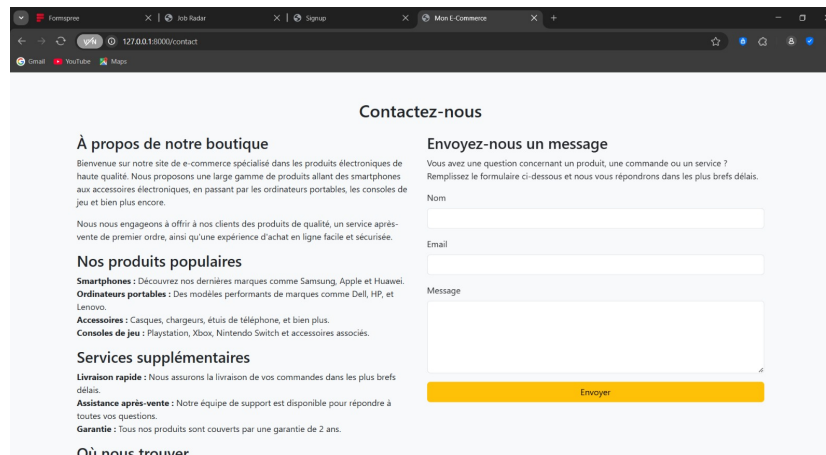 Formspree
Job Radar
Signup
Mon E-Commerce
VPN
127.0.0.1:8000/contact
Gmail
YouTube
Maps
Contactez-nous
À propos de notre boutique
Bienvenue sur notre site de e-commerce spécialisé dans les produits électroniques de
haute qualité. Nous proposons une large gamme de produits allant des smartphones
aux accessoires électroniques, en passant par les ordinateurs portables, les consoles de
jeu et bien plus encore.
Nous nous engageons à offrir à nos clients des produits de qualité, un service après-
vente de premier ordre, ainsi qu'une expérience d'achat en ligne facile et sécurisée.
Nos produits populaires
Smartphones : Découvrez nos dernières marques comme Samsung, Apple et Huawei.
Ordinateurs portables : Des modèles performants de marques comme Dell, HP, et
Lenovo.
Accessoires : Casques, chargeurs, étuis de téléphone, et bien plus.
Consoles de jeu : Playstation, Xbox, Nintendo Switch et accessoires associés.
Services supplémentaires
Livraison rapide : Nous assurons la livraison de vos commandes dans les plus brefs
délais.
Assistance après-vente : Notre équipe de support est disponible pour répondre à
toutes vos questions.
Garantie : Tous nos produits sont couverts par une garantie de 2 ans.
Où nous trouver
Envoyez-nous un message
Vous avez une question concernant un produit, une commande ou un service ?
Remplissez le formulaire ci-dessous et nous vous répondrons dans les plus brefs délais.
Nom
Email
Message
Envoyer